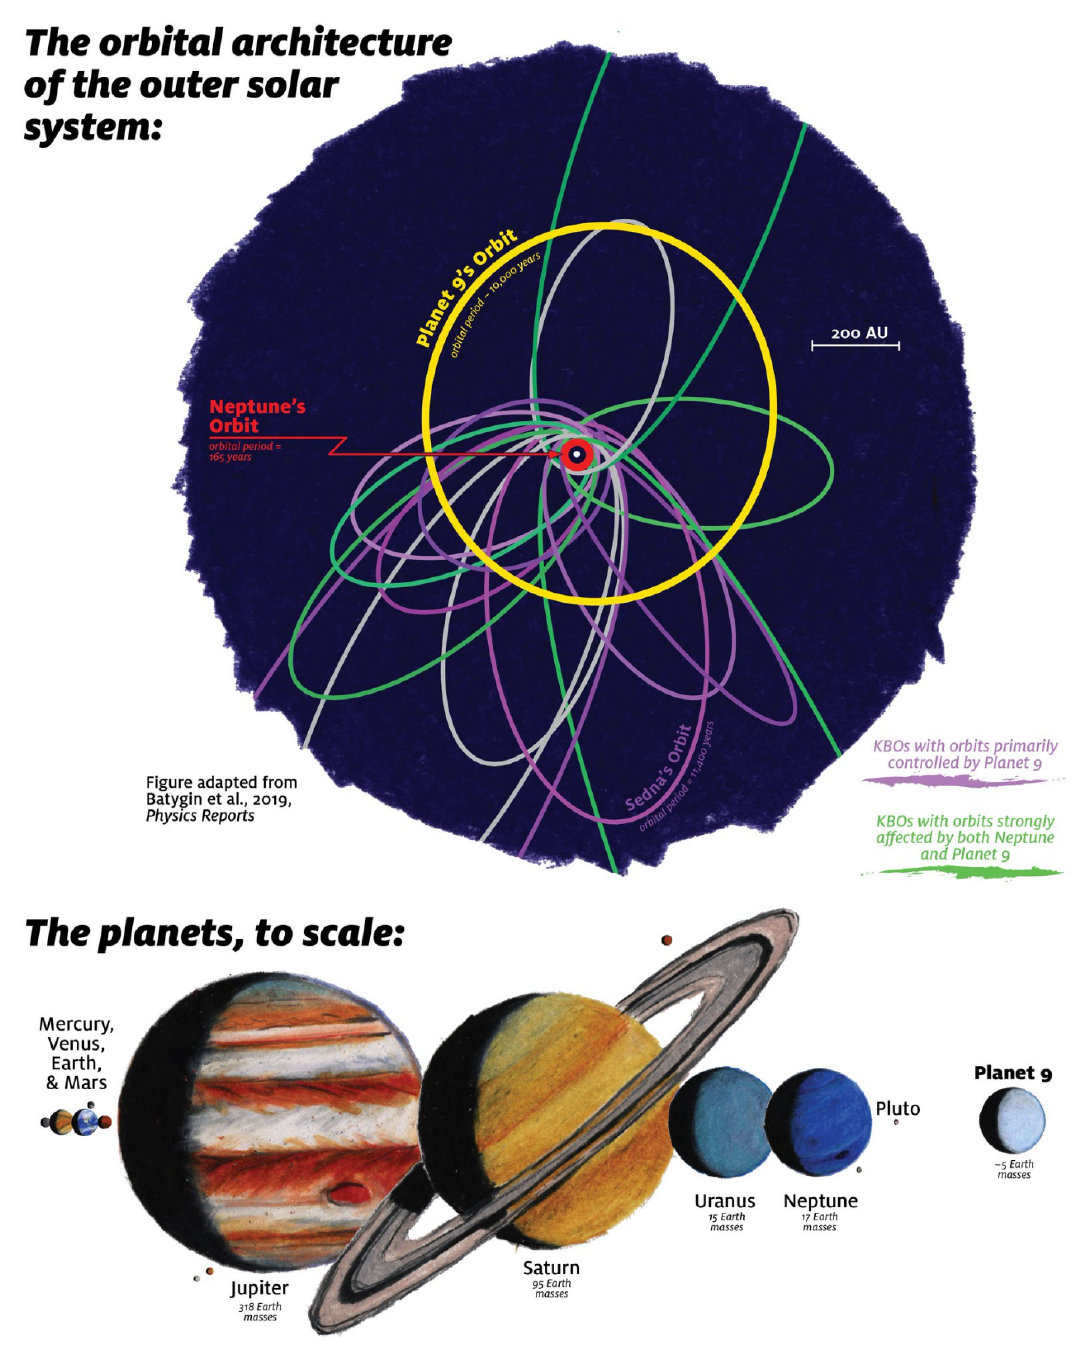 The orbital architecture
of the outer solar
system:
Planet 9's Orbit
orbital period ~ 10,000 years
200 AU
Neptune's
Orbit
orbital period =
165 years
Sedna's Orbit
orbital period = 11,400 years
KBOs with orbits primarily
controlled by Planet 9
KBOs with orbits strongly
affected by both Neptune
and Planet 9
Figure adapted from
Batygin et al., 2019,
Physics Reports
The planets, to scale:
Mercury,
Venus,
Earth,
& Mars
Jupiter
318 Earth
masses
Saturn
95 Earth
masses
Uranus
15 Earth
masses
Neptune
17 Earth
masses
Pluto
Planet 9
~5 Earth
masses